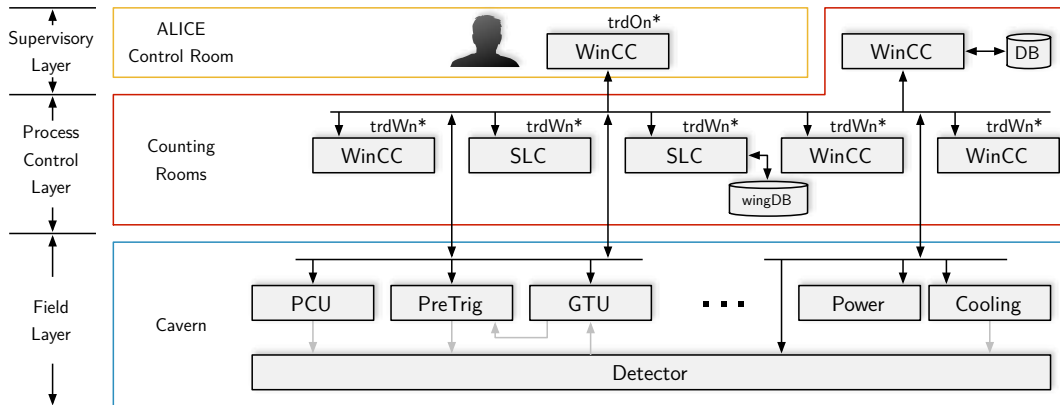 Supervisory
Layer
ALICE
Control Room
trdOn*
WinCC
WinCC
DB
Process
Control
Layer
Counting
Rooms
trdWn*
WinCC
trdWn*
SLC
trdWn*
SLC
trdWn*
WinCC
trdWn*
WinCC
wingDB
Field
Layer
Cavern
PCU
PreTrig
GTU
Power
Cooling
Detector